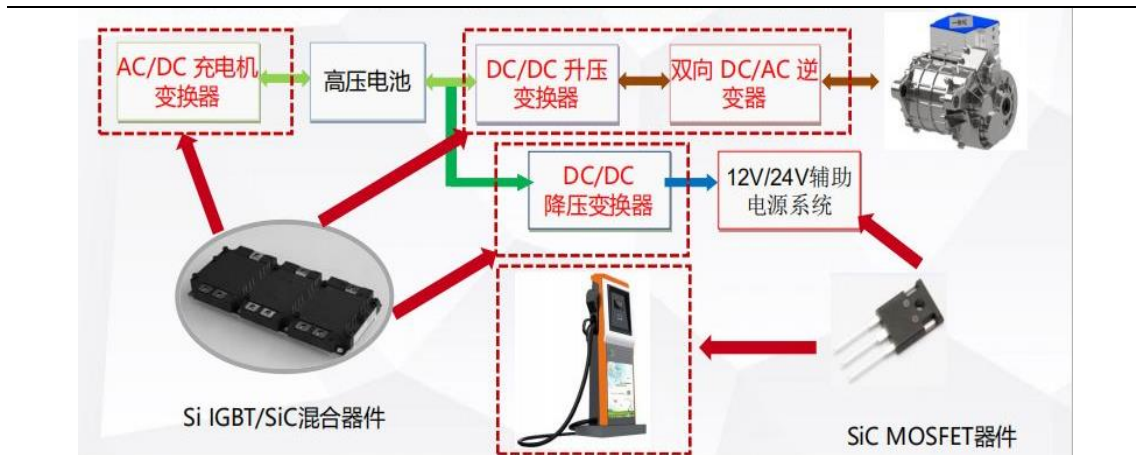 AC/DC 充电机
变换器
高压电池
DC/DC 升压
变换器
双向 DC/AC 逆
变器
DC/DC
降压变换器
12V/24V辅助
电源系统
Si IGBT/SiC混合器件
SiC MOSFET器件